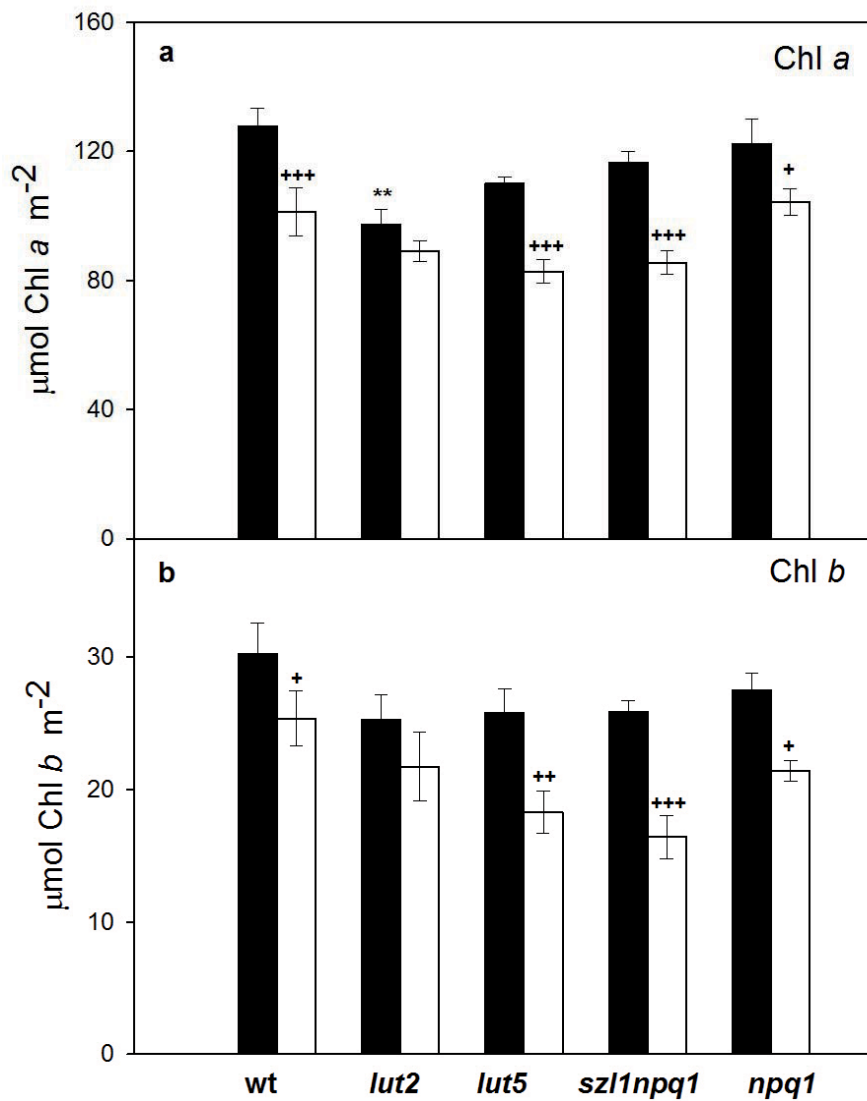 160
a
Chl a
120
+++
**
+++
+++
+
80
40
0
μmol Chl a m-2
b
Chl b
30
+
++
+++
+
20
10
0
μmol Chl b m-2
wt lut2 lut5 szl1npq1 npq1